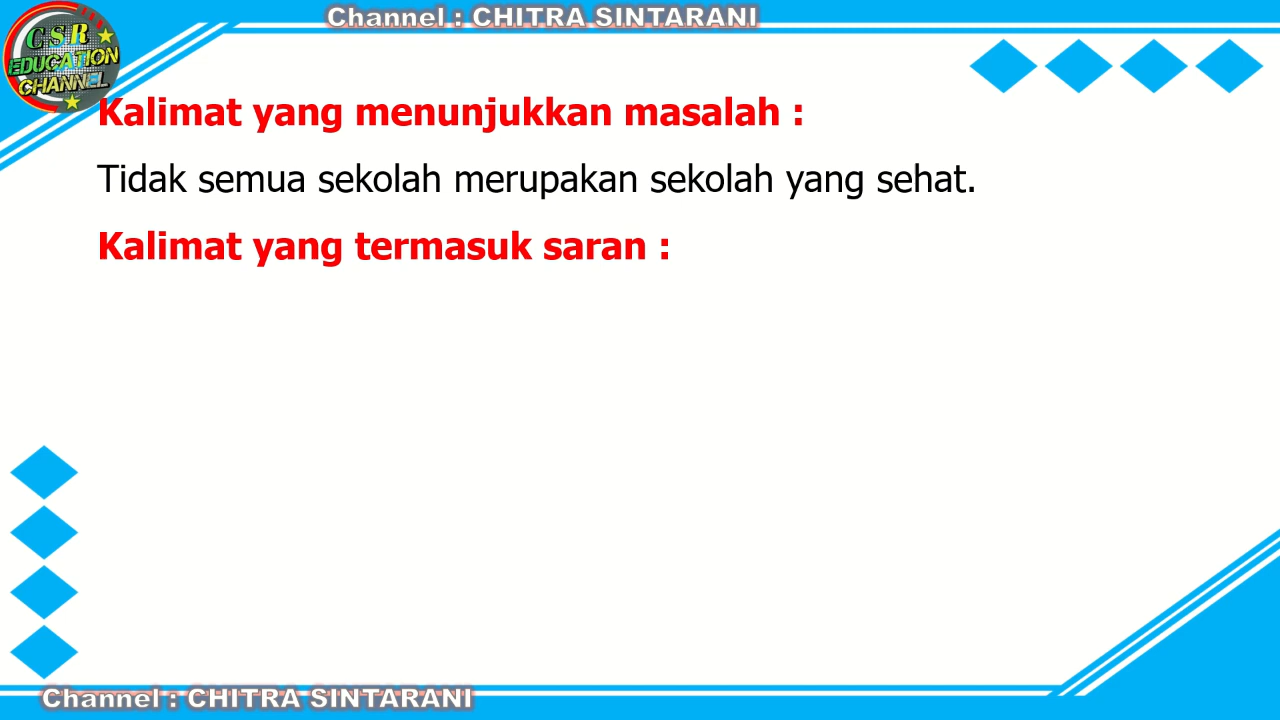 Channel : CHITRA SINTARANI
CSR
EDUCATION
CHANNEL
Kalimat yang menunjukkan masalah :
Tidak semua sekolah merupakan sekolah yang sehat.
Kalimat yang termasuk saran :
Channel : CHITRA SINTARANI